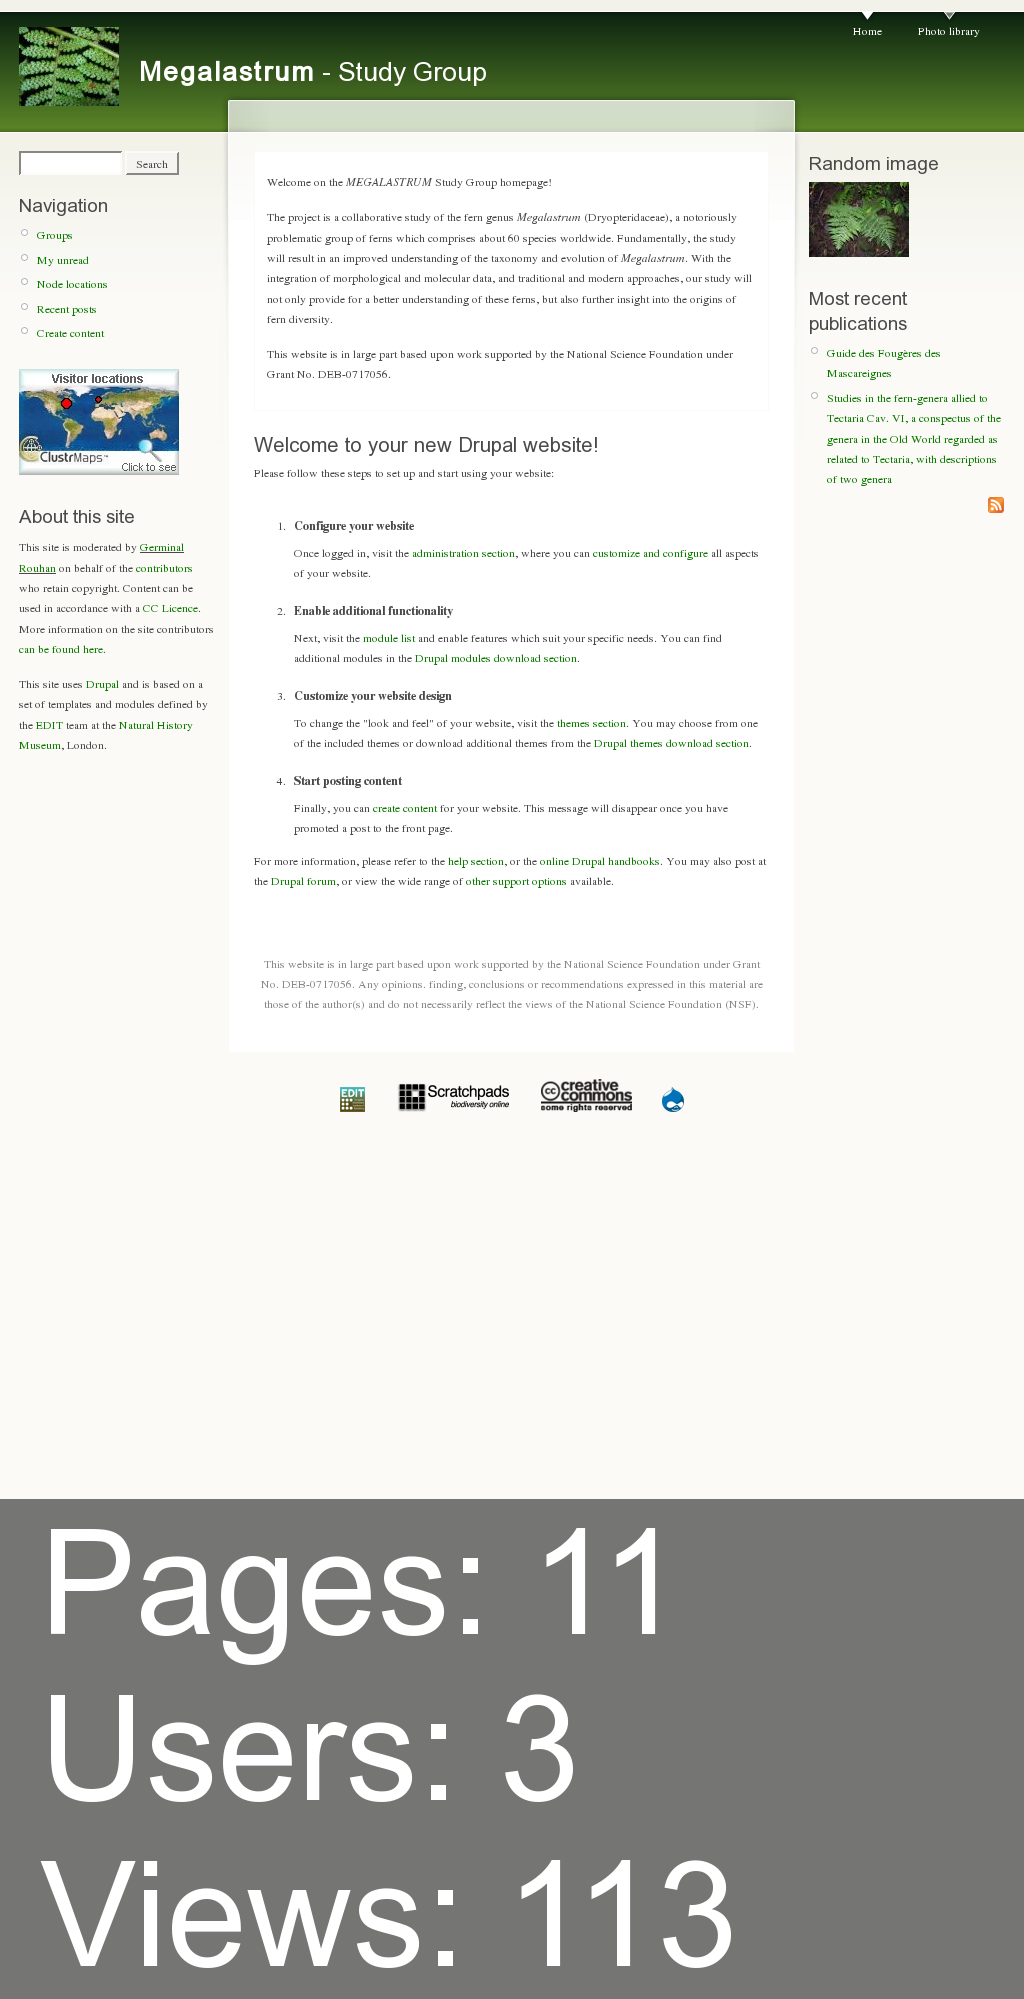 Home
Photo library
Megalastrum - Study Group
Search
Navigation
Groups
My unread
Node locations
Recent posts
Create content
Visitor locations
ClustrMaps™
Click to see
About this site
This site is moderated by Germinal
Rouhan on behalf of the contributors
who retain copyright. Content can be
used in accordance with a CC Licence.
More information on the site contributors
can be found here.
This site uses Drupal and is based on a
set of templates and modules defined by
the EDIT team at the Natural History
Museum, London.
Welcome on the MEGALASTRUM Study Group homepage!
The project is a collaborative study of the fern genus Megalastrum (Dryopteridaceae), a notoriously
problematic group of ferns which comprises about 60 species worldwide. Fundamentally, the study
will result in an improved understanding of the taxonomy and evolution of Megalastrum. With the
integration of morphological and molecular data, and traditional and modern approaches, our study will
not only provide for a better understanding of these ferns, but also further insight into the origins of
fern diversity.
This website is in large part based upon work supported by the National Science Foundation under
Grant No. DEB-0717056.
Welcome to your new Drupal website!
Please follow these steps to set up and start using your website:
1. Configure your website
Once logged in, visit the administration section, where you can customize and configure all aspects
of your website.
2. Enable additional functionality
Next, visit the module list and enable features which suit your specific needs. You can find
additional modules in the Drupal modules download section.
3. Customize your website design
To change the "look and feel" of your website, visit the themes section. You may choose from one
of the included themes or download additional themes from the Drupal themes download section.
4. Start posting content
Finally, you can create content for your website. This message will disappear once you have
promoted a post to the front page.
For more information, please refer to the help section, or the online Drupal handbooks. You may also post at
the Drupal forum, or view the wide range of other support options available.
This website is in large part based upon work supported by the National Science Foundation under Grant
No. DEB-0717056. Any opinions. finding, conclusions or recommendations expressed in this material are
those of the author(s) and do not necessarily reflect the views of the National Science Foundation (NSF).
Random image
Most recent
publications
Guide des Fougères des
Mascareignes
Studies in the fern-genera allied to
Tectaria Cav. VI, a conspectus of the
genera in the Old World regarded as
related to Tectaria, with descriptions
of two genera
EDIT
Scratchpads
biodiversity online
cc creative
commons
some rights reserved
Pages: 11
Users: 3
Views: 113